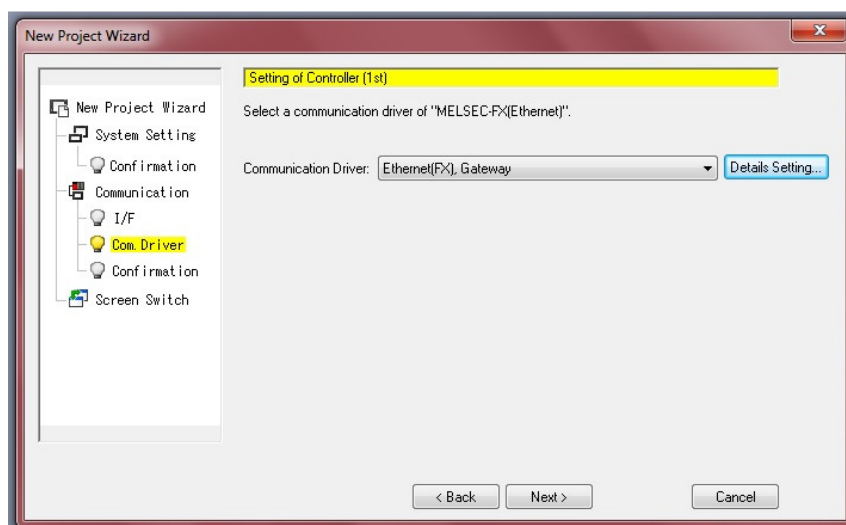 New Project Wizard
Setting of Controller (1st)
New Project Wizard
Select a communication driver of "MELSEC-FX(Ethernet)".
System Setting
Confirmation
Communication Driver: Ethernet(FX), Gateway Details Setting...
Communication
I/F
Com. Driver
Confirmation
Screen Switch
< Back Next > Cancel